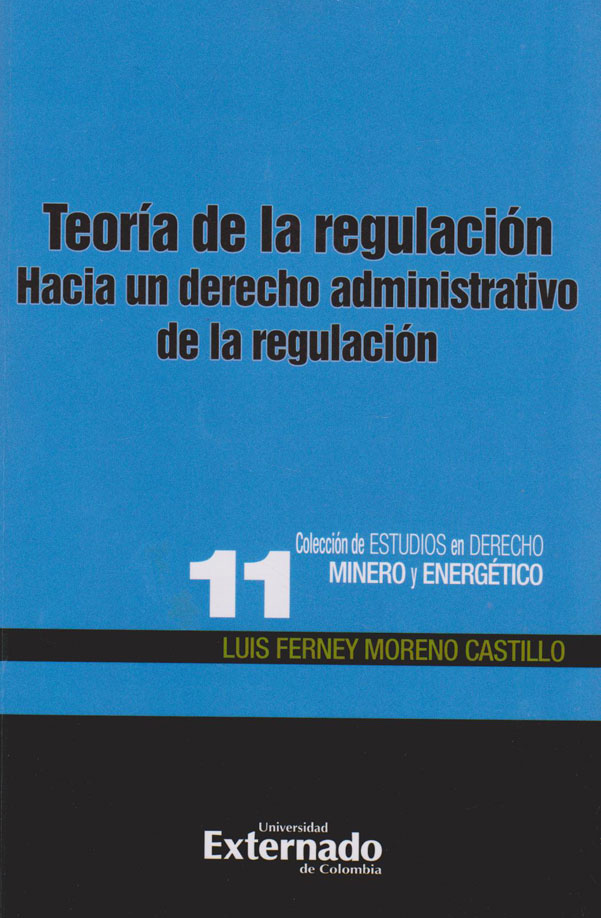 Teoría de la regulación
Hacia un derecho administrativo
de la regulación
Colección de ESTUDIOS en DERECHO
11 MINERO y ENERGÉTICO
LUIS FERNEY MORENO CASTILLO
Universidad
Externado
de Colombia